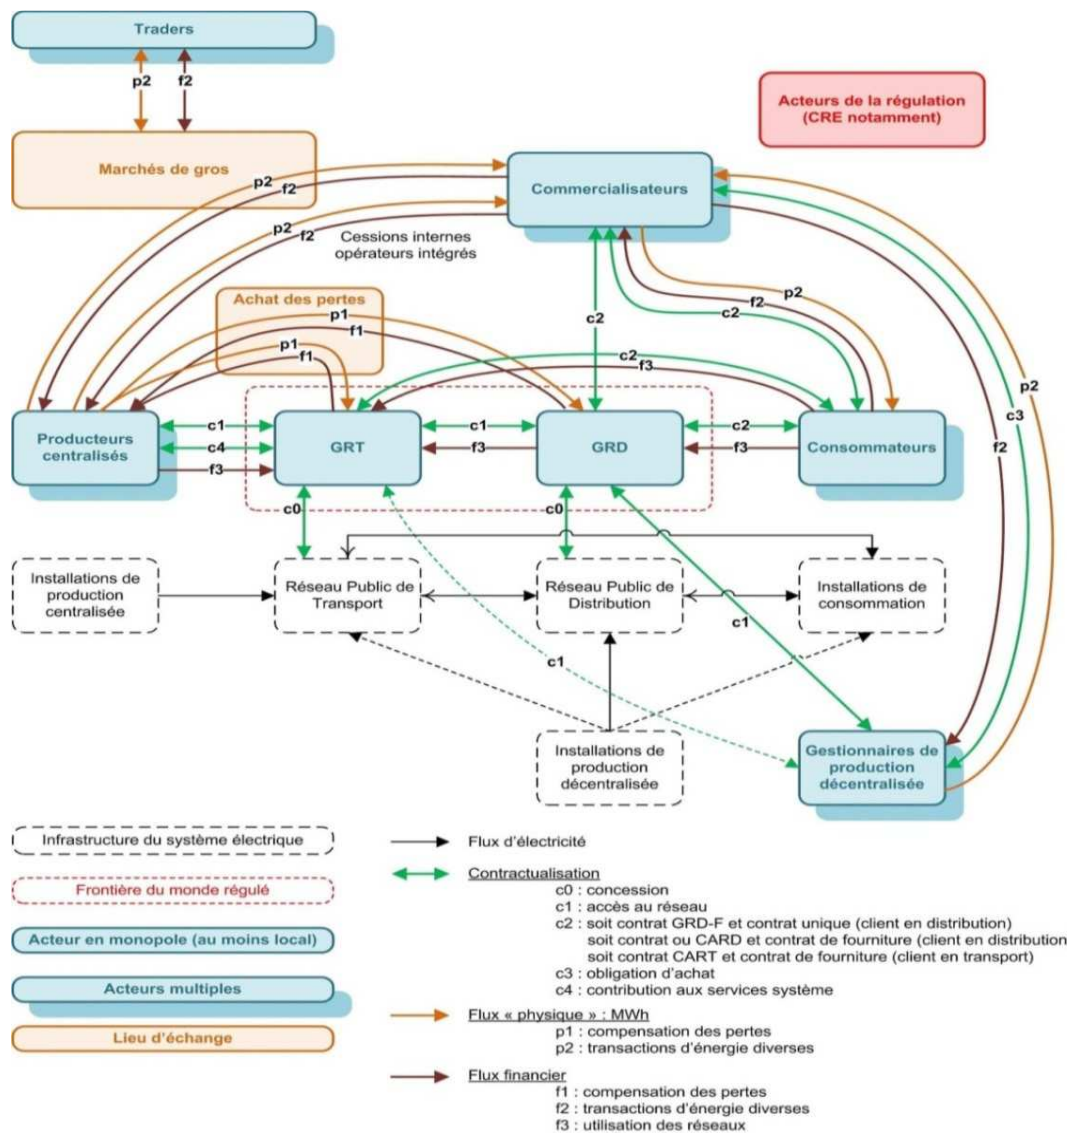 Traders
p2
f2
Acteurs de la régulation
(CRE notamment)
Marchés de gros
p2
f2
Commercialisateurs
p2
f2
Cessions internes
opérateurs intégrés
Achat des pertes
p1
f1
p1
f1
c2
c2
f2
p2
c2
f3
p2
c3
f2
Producteurs
centralisés
c1
c4
f3
GRT
c1
f3
GRD
c2
f3
Consommateurs
c0
c0
Installations de
production
centralisée
Réseau Public de
Transport
Réseau Public de
Distribution
Installations de
consommation
c1
c1
Installations de
production
décentralisée
Gestionnaires de
production
décentralisée
Infrastructure du système électrique
Frontière du monde régulé
Acteur en monopole (au moins local)
Acteurs multiples
Lieu d'échange
Flux d'électricité
Contractualisation
c0 : concession
c1 : accès au réseau
c2 : soit contrat GRD-F et contrat unique (client en distribution)
soit contrat ou CARD et contrat de fourniture (client en distribution
soit contrat CART et contrat de fourniture (client en transport)
c3 : obligation d'achat
c4 : contribution aux services système
Flux « physique » : MWh
p1 : compensation des pertes
p2 : transactions d'énergie diverses
Flux financier
f1 : compensation des pertes
f2 : transactions d'énergie diverses
f3 : utilisation des réseaux